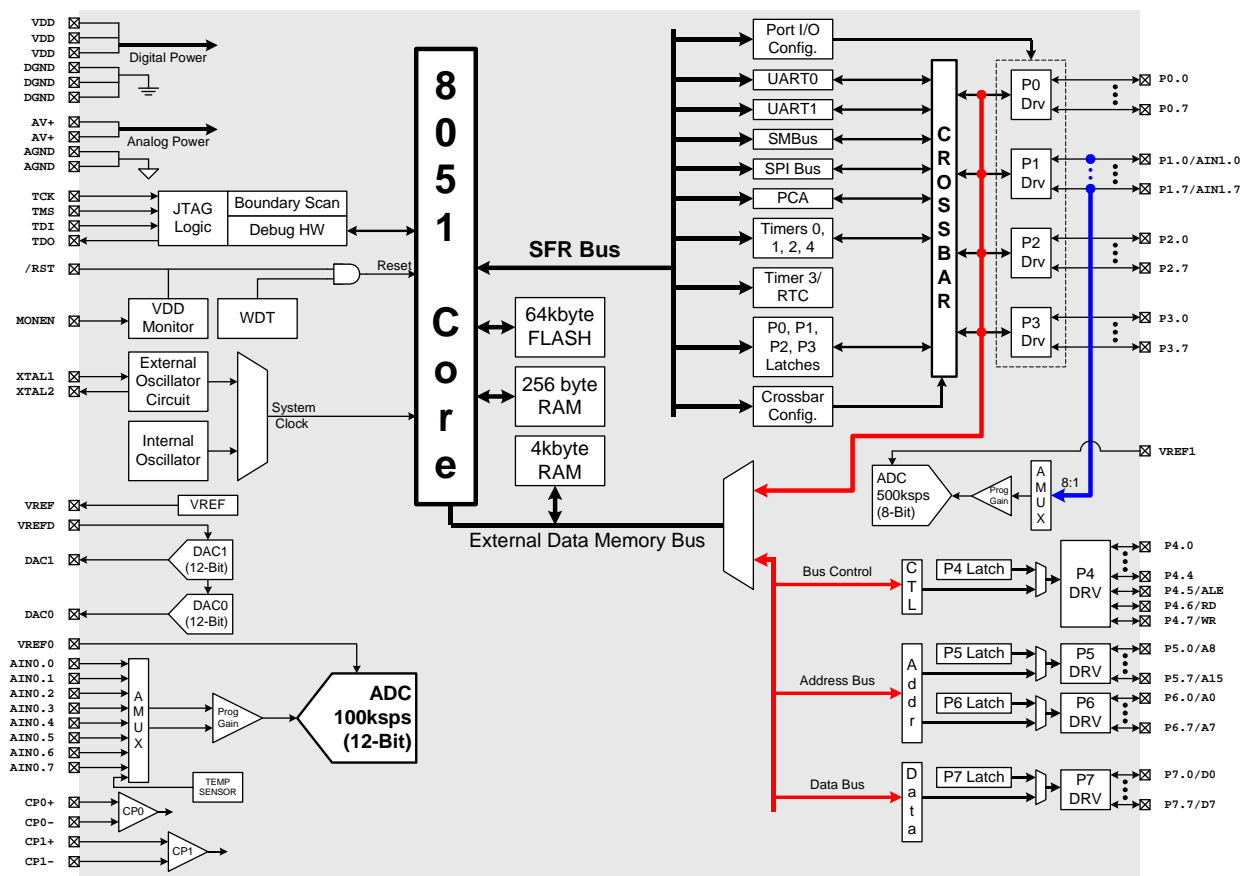 VDD
VDD
VDD
Digital Power
DGND
DGND
DGND
AV+
AV+
Analog Power
AGND
AGND
TCK
TMS
TDI
TDO
JTAG
Logic
Boundary Scan
Debug HW
/RST
Reset
MONEN
VDD
Monitor
WDT
XTAL1
XTAL2
External
Oscillator
Circuit
Internal
Oscillator
System
Clock
VREF
VREF
VREFD
DAC1
DAC1
(12-Bit)
DAC0
DAC0
(12-Bit)
VREF0
AIN0.0
AIN0.1
AIN0.2
AIN0.3
AIN0.4
AIN0.5
AIN0.6
AIN0.7
AMUX
Prog
Gain
ADC
100ksps
(12-Bit)
TEMP
SENSOR
CP0+
CP0-
CP0
CP1+
CP1-
CP1
8051 Core
SFR Bus
64kbyte
FLASH
256 byte
RAM
4kbyte
RAM
External Data Memory Bus
Port I/O
Config.
UART0
UART1
SMBus
SPI Bus
PCA
Timers 0,
1, 2, 4
Timer 3/
RTC
P0, P1,
P2, P3
Latches
Crossbar
Config.
CROSSBAR
P0
Drv
P1
Drv
P2
Drv
P3
Drv
P0.0
P0.7
P1.0/AIN1.0
P1.7/AIN1.7
P2.0
P2.7
P3.0
P3.7
VREF1
ADC
500ksps
(8-Bit)
Prog
Gain
AMUX
8:1
Bus Control
CTL
P4 Latch
P4
DRV
P4.0
P4.4
P4.5/ALE
P4.6/RD
P4.7/WR
Address Bus
Addr
P5 Latch
P5
DRV
P5.0/A8
P5.7/A15
P6 Latch
P6
DRV
P6.0/A0
P6.7/A7
Data Bus
Data
P7 Latch
P7
DRV
P7.0/D0
P7.7/D7